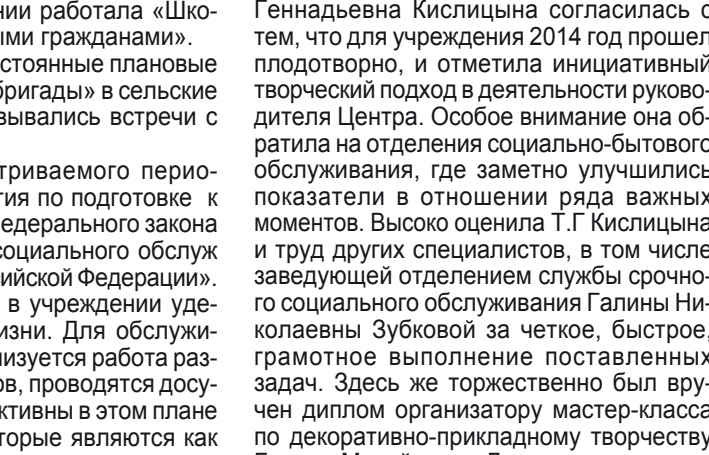 нии работала «Шко-
ыми гражданами».
стоянные плановые
бригады» в сельские
зывались встречи с
триваемого перио-
тия по подготовке к
едерального закона
социального обслуж
сийской Федерации».
в учреждении уде-
изни. Для обслужи-
низуется работа раз-
ов, проводятся досу-
ктивны в этом плане
торые являются как
Геннадьевна Кислицына согласилась с
тем, что для учреждения 2014 год прошел
плодотворно, и отметила инициативный
творческий подход в деятельности руково-
дителя Центра. Особое внимание она об-
ратила на отделения социально-бытового
обслуживания, где заметно улучшились
показатели в отношении ряда важных
моментов. Высоко оценила Т.Г Кислицына
и труд других специалистов, в том числе
заведующей отделением службы срочно-
го социального обслуживания Галины Ни-
колаевны Зубковой за четкое, быстрое,
грамотное выполнение поставленных
задач. Здесь же торжественно был вру-
чен диплом организатору мастер-класса
по декоративно-прикладному творчеству